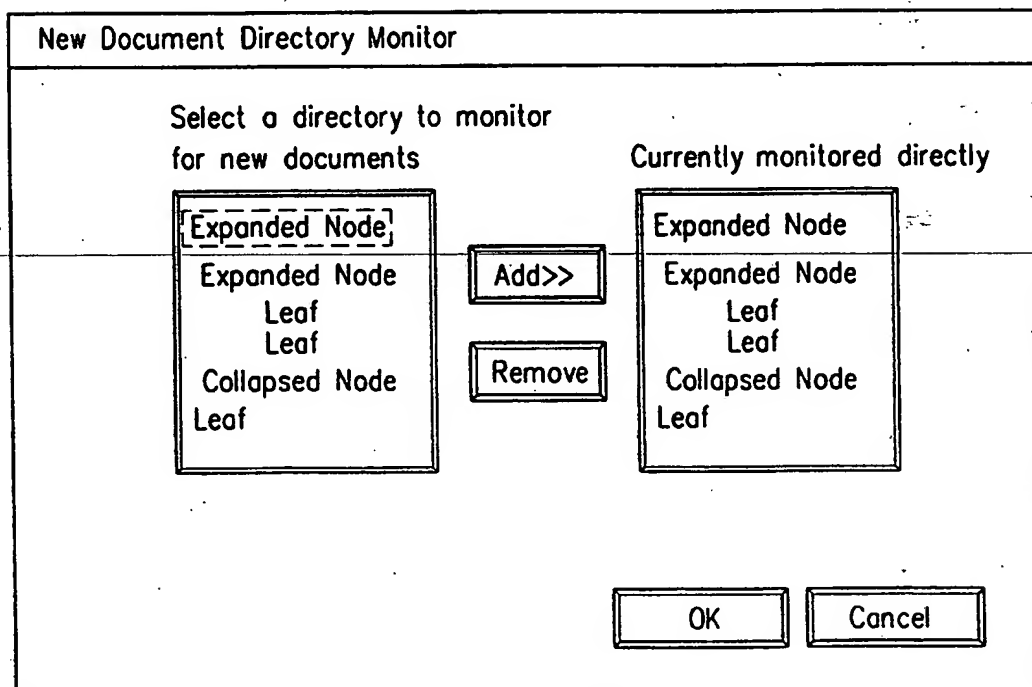 New Document Directory Monitor
Select a directory to monitor
for new documents
Expanded Node
Expanded Node
Leaf
Leaf
Collapsed Node
Leaf
Add>>
Remove
Currently monitored directly
Expanded Node
Expanded Node
Leaf
Leaf
Collapsed Node
Leaf
OK
Cancel